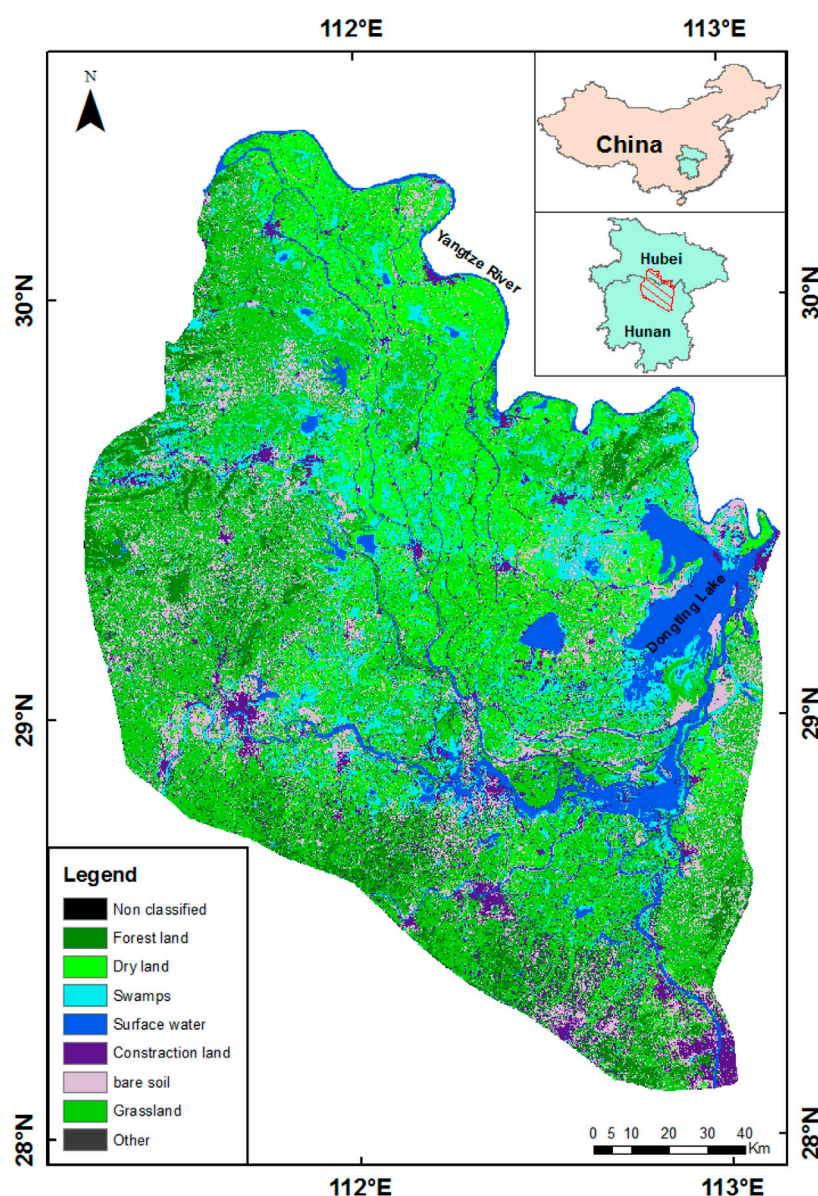 112°E
113°E
N
China
Hubei
Hunan
Yangtze River
30°N
30°N
Dongting Lake
29°N
29°N
Legend
Non classified
Forest land
Dry land
Swamps
Surface water
Constraction land
bare soil
Grassland
Other
0 5 10 20 30 40
Km
28°N
28°N
112°E
113°E